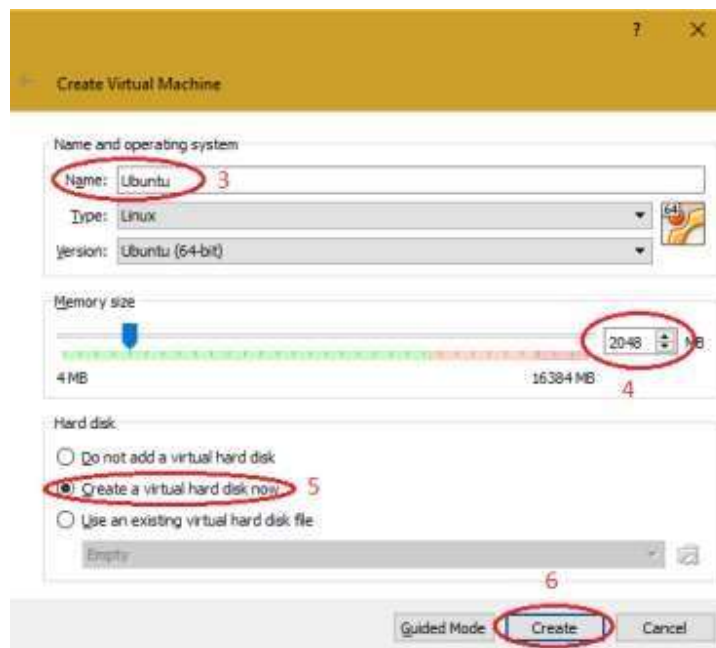 ?
Create Virtual Machine
Name and operating system
Name: Ubuntu 3
Type: Linux
Version: Ubuntu (64-bit)
64
Memory size
2048 MB
4 MB 16384 MB
4
Hard disk
Do not add a virtual hard disk
Create a virtual hard disk now 5
Use an existing virtual hard disk file
Empty
6
Guided Mode Create Cancel